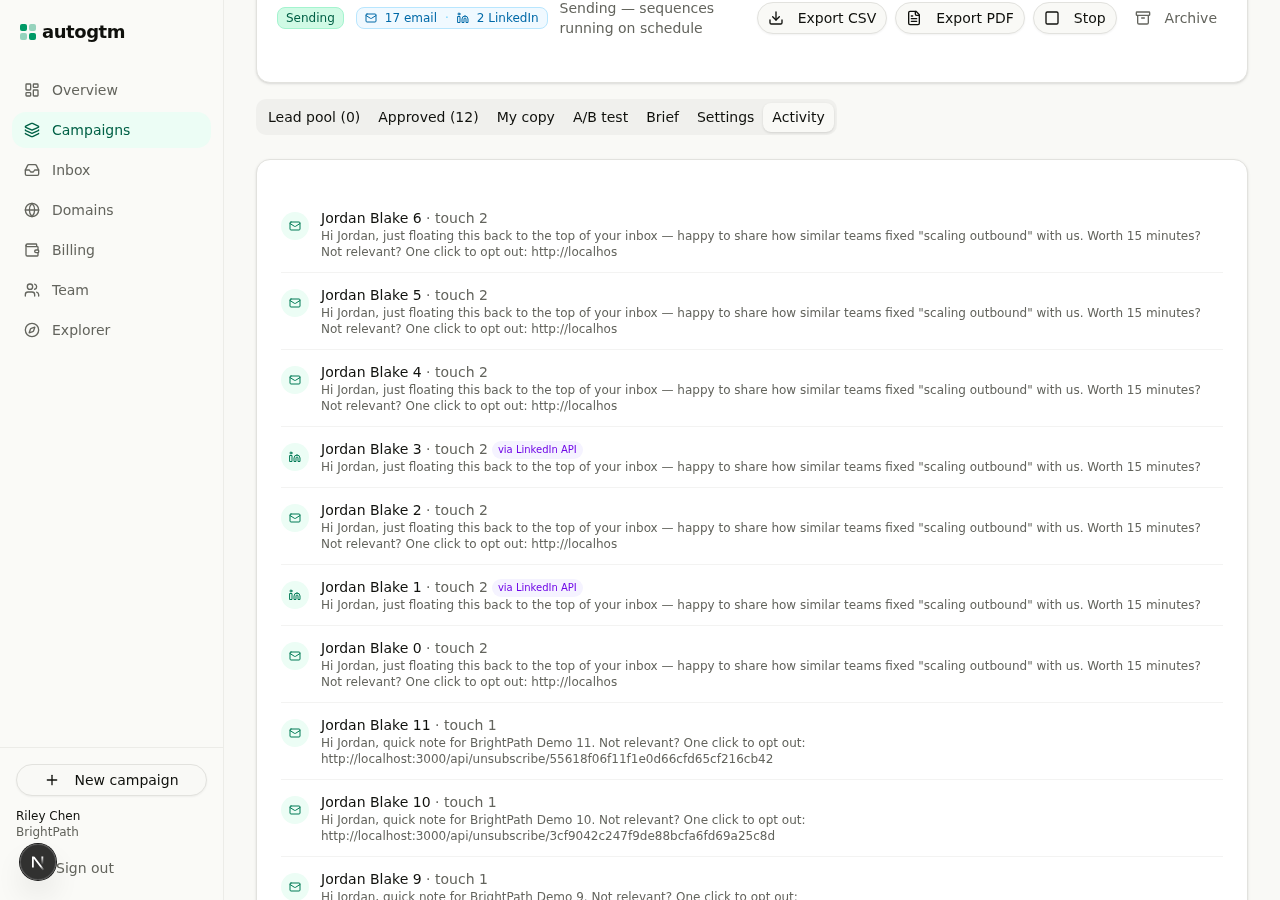 autogtm
Overview
Campaigns
Inbox
Domains
Billing
Team
Explorer
New campaign
Riley Chen
BrightPath
N
Sign out
Sending
17 email · 2 LinkedIn
Sending — sequences
running on schedule
Export CSV
Export PDF
Stop
Archive
Lead pool (0)
Approved (12)
My copy
A/B test
Brief
Settings
Activity
Jordan Blake 6 · touch 2
Hi Jordan, just floating this back to the top of your inbox — happy to share how similar teams fixed "scaling outbound" with us. Worth 15 minutes?
Not relevant? One click to opt out: http://localhos
Jordan Blake 5 · touch 2
Hi Jordan, just floating this back to the top of your inbox — happy to share how similar teams fixed "scaling outbound" with us. Worth 15 minutes?
Not relevant? One click to opt out: http://localhos
Jordan Blake 4 · touch 2
Hi Jordan, just floating this back to the top of your inbox — happy to share how similar teams fixed "scaling outbound" with us. Worth 15 minutes?
Not relevant? One click to opt out: http://localhos
Jordan Blake 3 · touch 2 via LinkedIn API
Hi Jordan, just floating this back to the top of your inbox — happy to share how similar teams fixed "scaling outbound" with us. Worth 15 minutes?
Jordan Blake 2 · touch 2
Hi Jordan, just floating this back to the top of your inbox — happy to share how similar teams fixed "scaling outbound" with us. Worth 15 minutes?
Not relevant? One click to opt out: http://localhos
Jordan Blake 1 · touch 2 via LinkedIn API
Hi Jordan, just floating this back to the top of your inbox — happy to share how similar teams fixed "scaling outbound" with us. Worth 15 minutes?
Jordan Blake 0 · touch 2
Hi Jordan, just floating this back to the top of your inbox — happy to share how similar teams fixed "scaling outbound" with us. Worth 15 minutes?
Not relevant? One click to opt out: http://localhos
Jordan Blake 11 · touch 1
Hi Jordan, quick note for BrightPath Demo 11. Not relevant? One click to opt out:
http://localhost:3000/api/unsubscribe/55618f06f11f1e0d66cfd65cf216cb42
Jordan Blake 10 · touch 1
Hi Jordan, quick note for BrightPath Demo 10. Not relevant? One click to opt out:
http://localhost:3000/api/unsubscribe/3cf9042c247f9de88bcfa6fd69a25c8d
Jordan Blake 9 · touch 1
Hi Jordan, quick note for BrightPath Demo 9. Not relevant? One click to opt out: